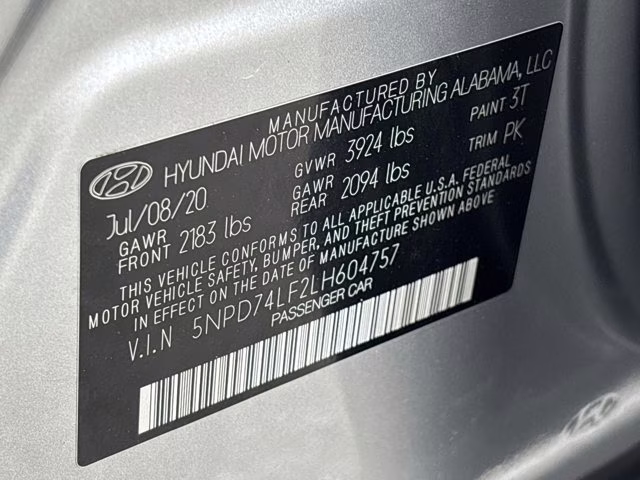 MANUFACTURED BY
HYUNDAI MOTOR MANUFACTURING ALABAMA, LLC
Jul/08/20 GVWR 3924 lbs PAINT 3T
GAWR FRONT 2183 lbs GAWR REAR 2094 lbs TRIM PK
THIS VEHICLE CONFORMS TO ALL APPLICABLE U.S.A. FEDERAL
MOTOR VEHICLE SAFETY, BUMPER, AND THEFT PREVENTION STANDARDS
IN EFFECT ON THE DATE OF MANUFACTURE SHOWN ABOVE
V.I.N 5NPD74LF2LH604757
PASSENGER CAR